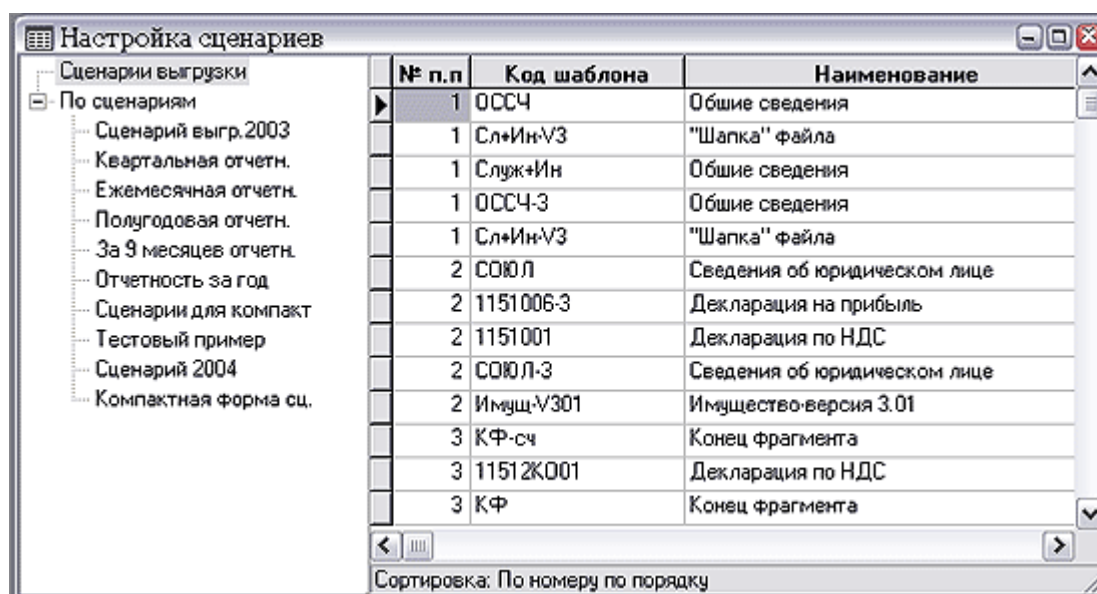 Настройка сценариев
Сценарии выгрузки
По сценариям
Сценарий выгр.2003
Квартальная отчетн.
Ежемесячная отчетн.
Полугодовая отчетн.
За 9 месяцев отчетн.
Отчетность за год
Сценарии для компакт
Тестовый пример
Сценарий 2004
Компактная форма сц.
№ п.п Код шаблона Наименование
1 ОССЧ Обшие сведения
1 Сл+Ин-V3 "Шапка" файла
1 Служ+Ин Обшие сведения
1 ОССЧ-3 Обшие сведения
1 Сл+Ин-V3 "Шапка" файла
2 СОЮЛ Сведения об юридическом лице
2 1151006-3 Декларация на прибыль
2 1151001 Декларация по НДС
2 СОЮЛ-3 Сведения об юридическом лице
2 Имущ-V301 Имущество-версия 3.01
3 КФ-сч Конец фрагмента
3 11512КО01 Декларация по НДС
3 КФ Конец фрагмента
Сортировка: По номеру по порядку